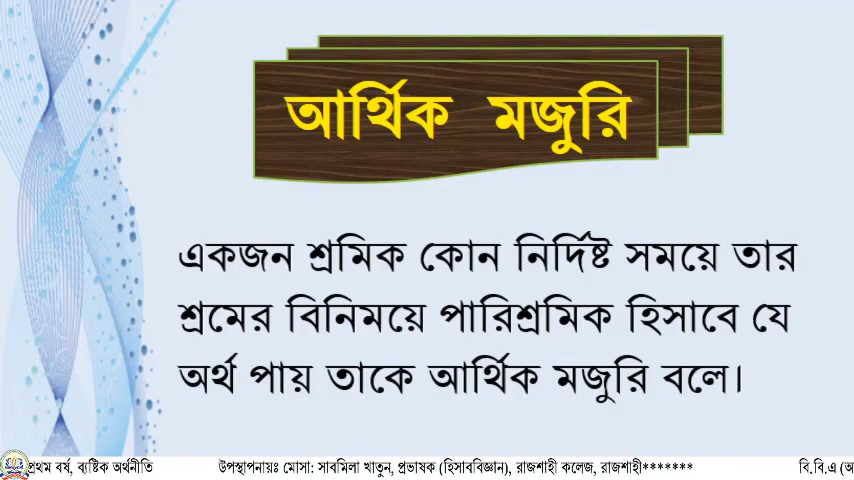 আর্থিক মজুরি
একজন শ্রমিক কোন নির্দিষ্ট সময়ে তার
শ্রমের বিনিময়ে পারিশ্রমিক হিসাবে যে
অর্থ পায় তাকে আর্থিক মজুরি বলে।
প্রথম বর্ষ, ব্যষ্টিক অর্থনীতি উপস্থাপনায়ঃ মোসা: সাবমিলা খাতুন, প্রভাষক (হিসাববিজ্ঞান), রাজশাহী কলেজ, রাজশাহী******* বি.বি.এ (অ